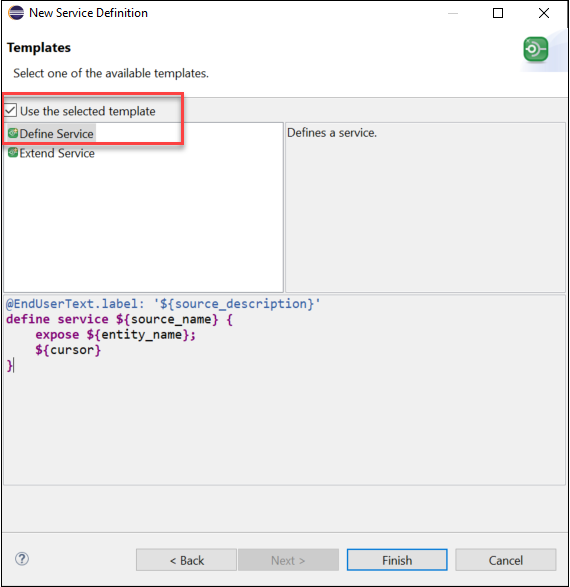 New Service Definition
Templates
Select one of the available templates.
Use the selected template
Define Service
Defines a service.
Extend Service
@EndUserText.label: '${source_description}'
define service ${source_name} {
    expose ${entity_name};
    ${cursor}
}
?
< Back
Next >
Finish
Cancel